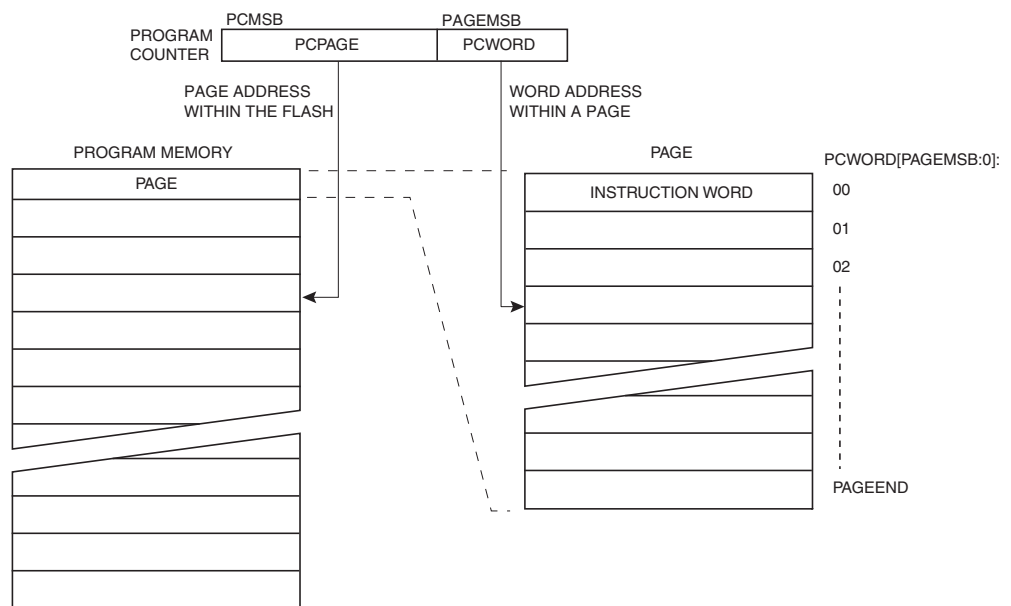 PCMSB
PAGEMSB
PROGRAM
COUNTER
PCPAGE
PCWORD
PAGE ADDRESS
WITHIN THE FLASH
WORD ADDRESS
WITHIN A PAGE
PROGRAM MEMORY
PAGE
PAGE
PCWORD[PAGEMSB:0]:
INSTRUCTION WORD
00
01
02
PAGEEND